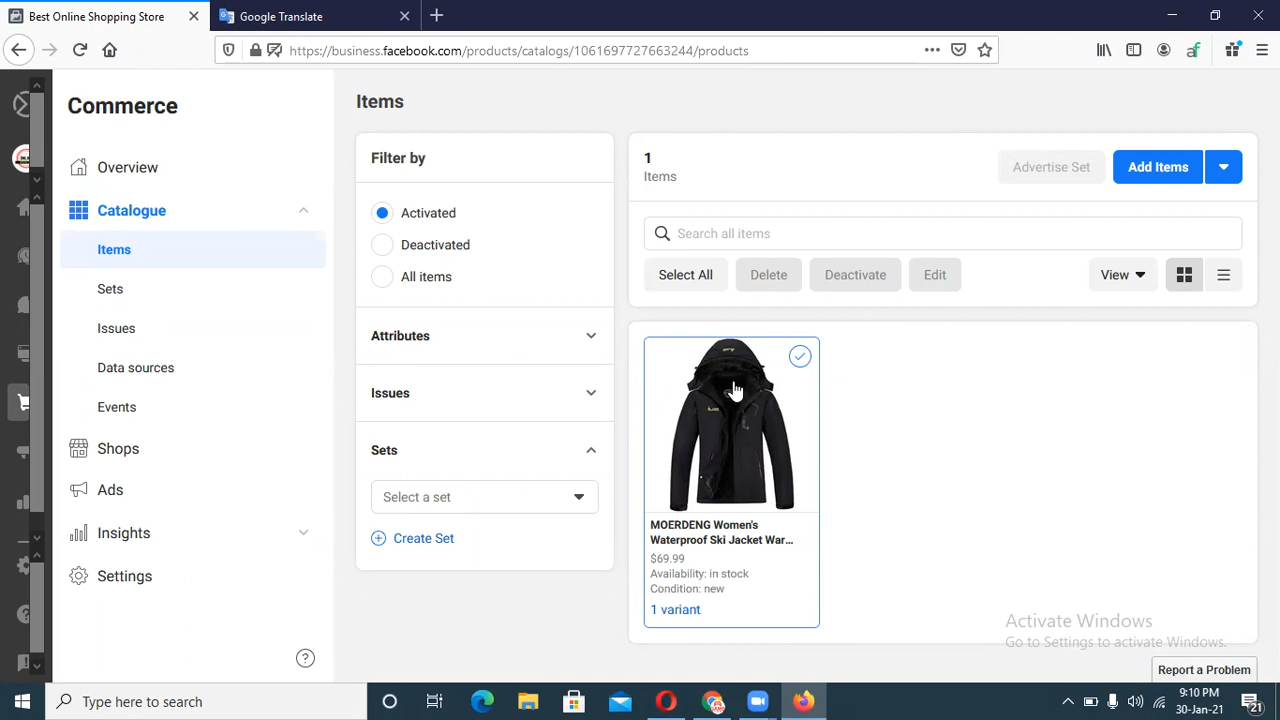 Best Online Shopping Store
Google Translate
https://business.facebook.com/products/catalogs/1061697727663244/products
Commerce
Overview
Catalogue
Items
Sets
Issues
Data sources
Events
Shops
Ads
Insights
Settings
Items
Filter by
Activated
Deactivated
All items
Attributes
Issues
Sets
Select a set
Create Set
1
Items
Advertise Set
Add Items
Search all items
Select All
Delete
Deactivate
Edit
View
MOERDENG Women's
Waterproof Ski Jacket War...
$69.99
Availability: in stock
Condition: new
1 variant
Activate Windows
Go to Settings to activate Windows.
Report a Problem
Type here to search
9:10 PM
30-Jan-21
21